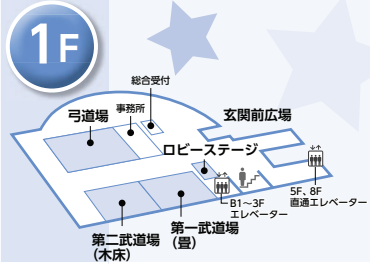 1F
総合受付
事務所
弓道場
玄関前広場
ロビーステージ
B1～3F
エレベーター
5F、8F
直通エレベーター
第一武道場
(畳)
第二武道場
(木床)